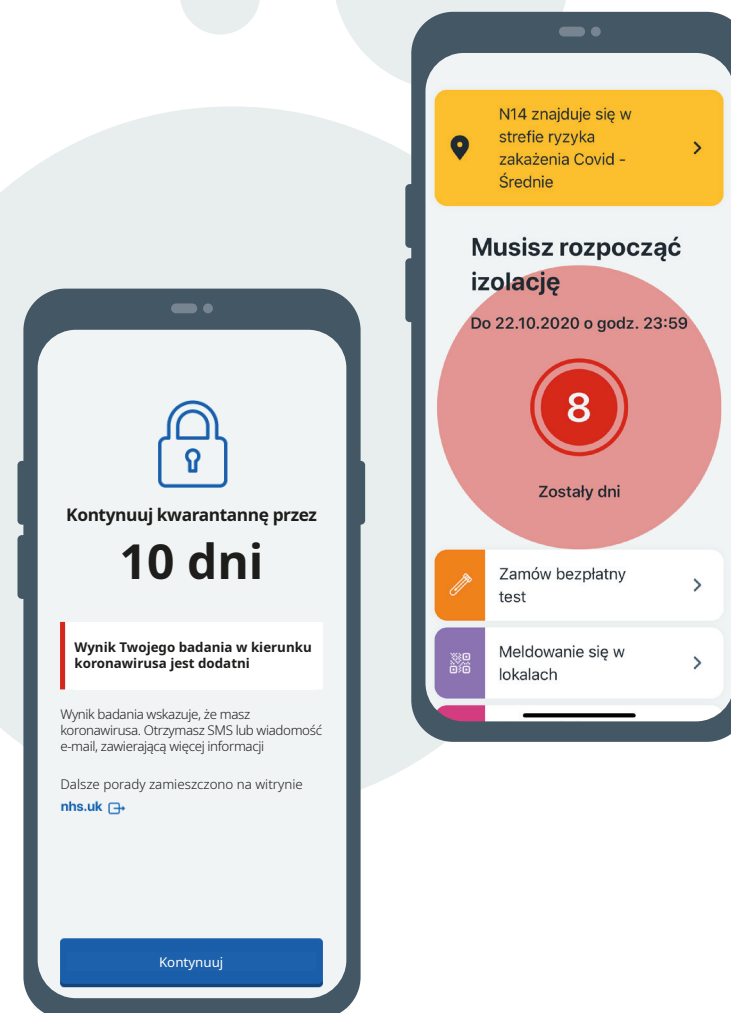 N14 znajduje się w
strefie ryzyka
zakażenia Covid -
Średnie
Musisz rozpocząć
izolację
Do 22.10.2020 o godz. 23:59
8
Zostały dni
Zamów bezpłatny
test
Meldowanie się w
lokalach
Kontynuuj kwarantannę przez
10 dni
Wynik Twojego badania w kierunku
koronawirusa jest dodatni
Wynik badania wskazuje, że masz
koronawirusa. Otrzymasz SMS lub wiadomość
e-mail, zawierającą więcej informacji
Dalsze porady zamieszczono na witrynie
nhs.uk
Kontynuuj